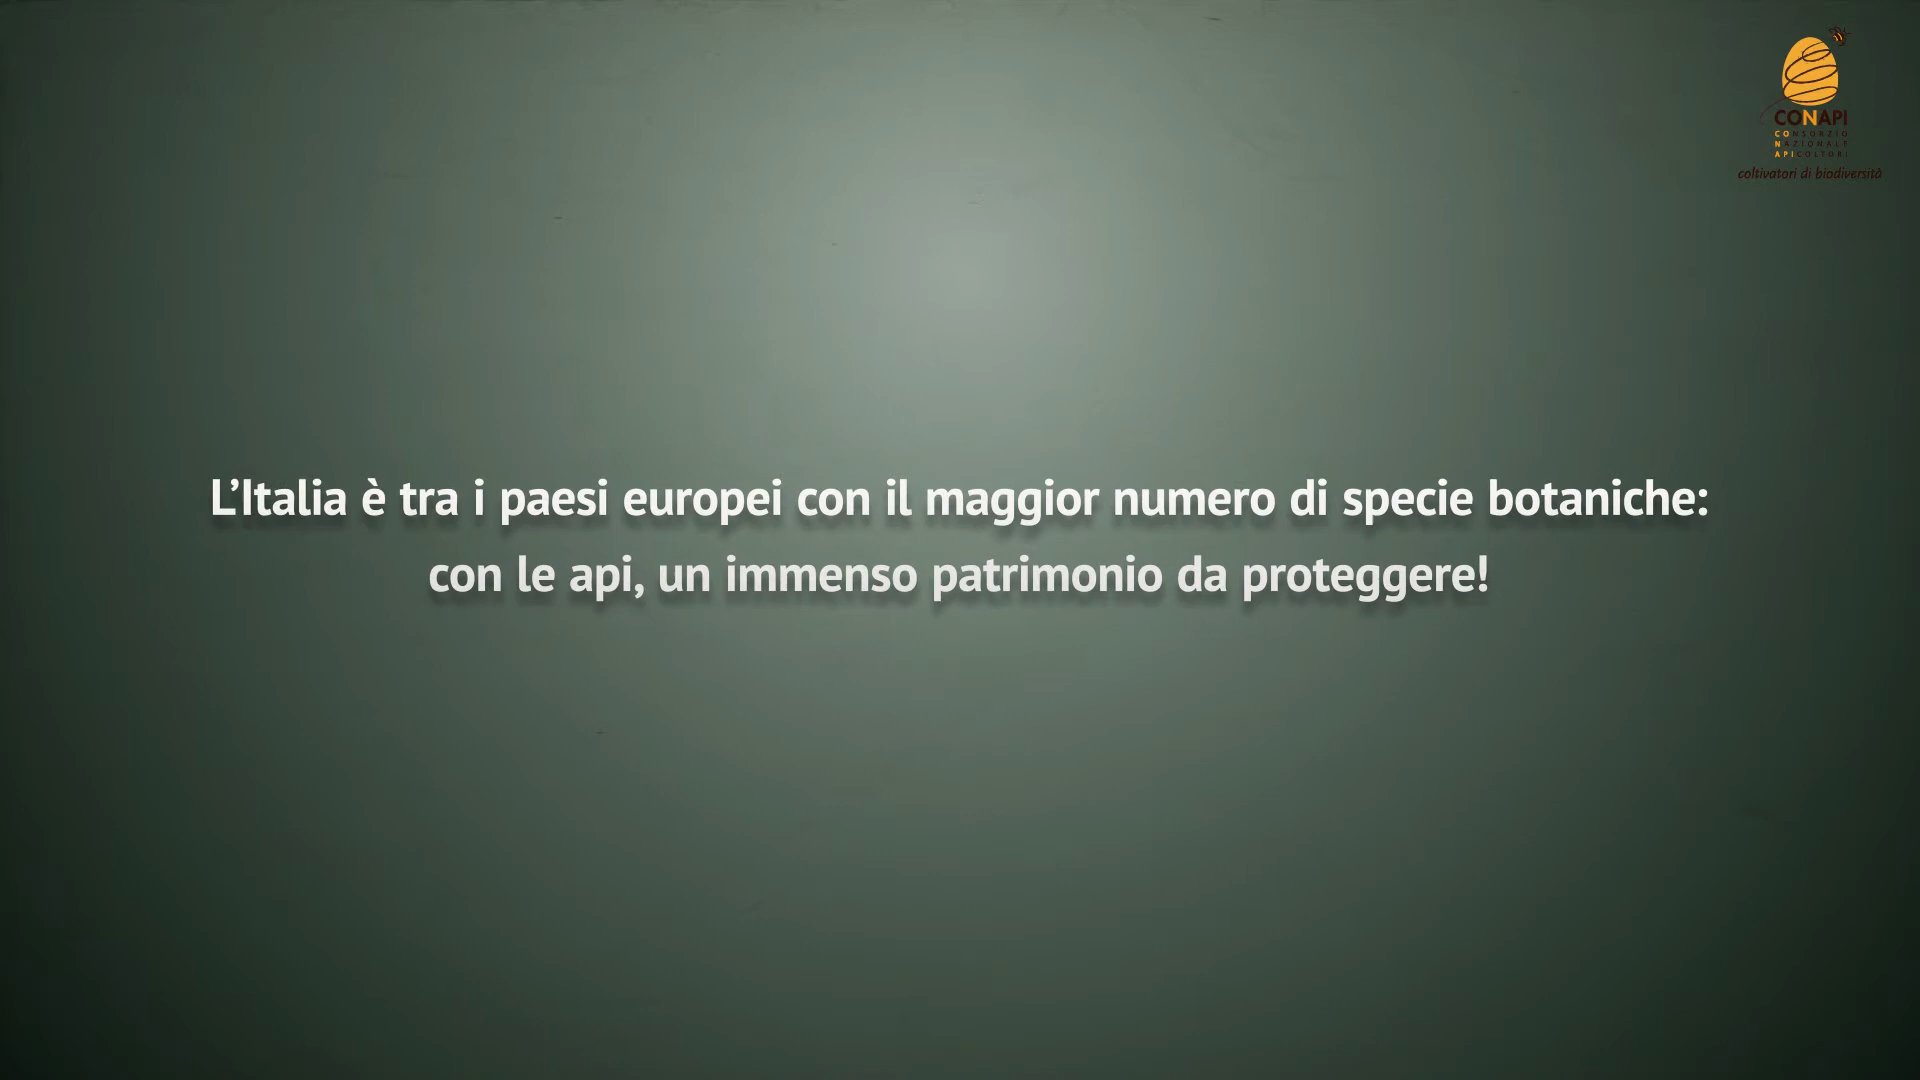 CONAPI
CONSORZIO
NAZIONALE
APICOLTORI
coltivatori di biodiversità
L’Italia è tra i paesi europei con il maggior numero di specie botaniche:
con le api, un immenso patrimonio da proteggere!